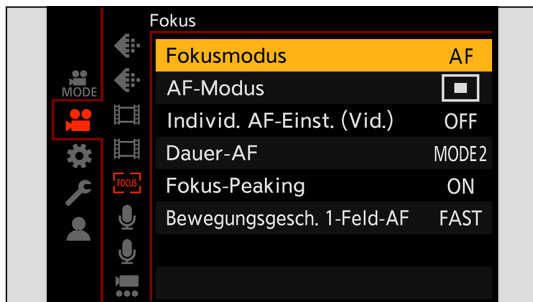 Fokus
Fokusmodus AF
AF-Modus
MODE
Individ. AF-Einst. (Vid.) OFF
Dauer-AF MODE2
FOCUS
Fokus-Peaking ON
Bewegungsgesch. 1-Feld-AF FAST